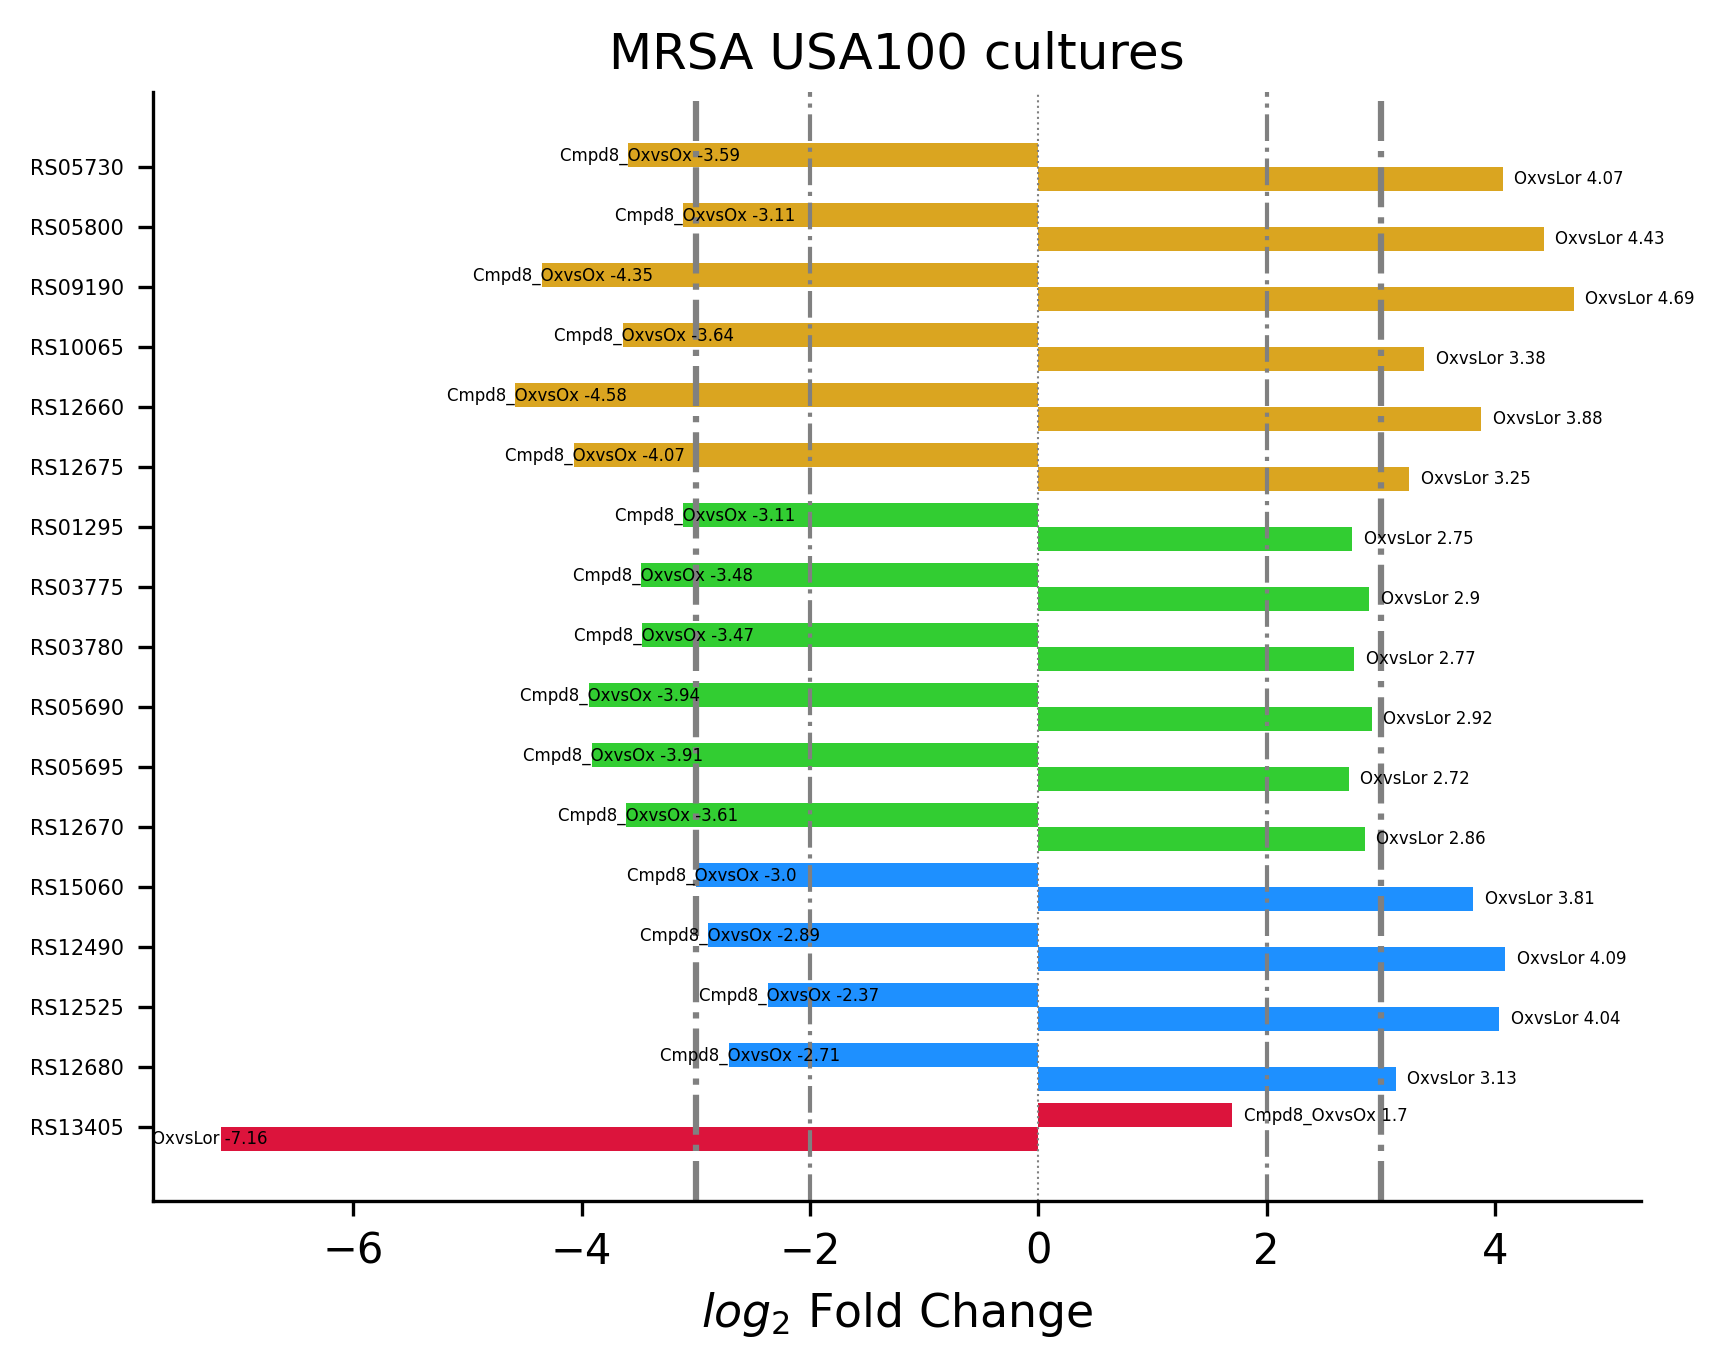 MRSA USA100 cultures
Cmpd8_OxvsOx -3.59
RS05730
OxvsLor 4.07
Cmpd8_OxvsOx -3.11
RS05800
OxvsLor 4.43
Cmpd8_OxvsOx -4.35
RS09190
OxvsLor 4.69
Cmpd8_OxvsOx -3.64
RS10065
OxvsLor 3.38
Cmpd8_OxvsOx -4.58
RS12660
OxvsLor 3.88
Cmpd8_OxvsOx -4.07
RS12675
OxvsLor 3.25
Cmpd8_OxvsOx -3.11
RS01295
OxvsLor 2.75
Cmpd8_OxvsOx -3.48
RS03775
OxvsLor 2.9
Cmpd8_OxvsOx -3.47
RS03780
OxvsLor 2.77
Cmpd8_OxvsOx -3.94
RS05690
OxvsLor 2.92
Cmpd8_OxvsOx -3.91
RS05695
OxvsLor 2.72
Cmpd8_OxvsOx -3.61
RS12670
OxvsLor 2.86
Cmpd8_OxvsOx -3.0
RS15060
OxvsLor 3.81
Cmpd8_OxvsOx -2.89
RS12490
OxvsLor 4.09
Cmpd8_OxvsOx -2.37
RS12525
OxvsLor 4.04
Cmpd8_OxvsOx -2.71
RS12680
OxvsLor 3.13
Cmpd8_OxvsOx 1.7
RS13405
OxvsLor -7.16
−6 −4 −2 0 2 4
log₂ Fold Change